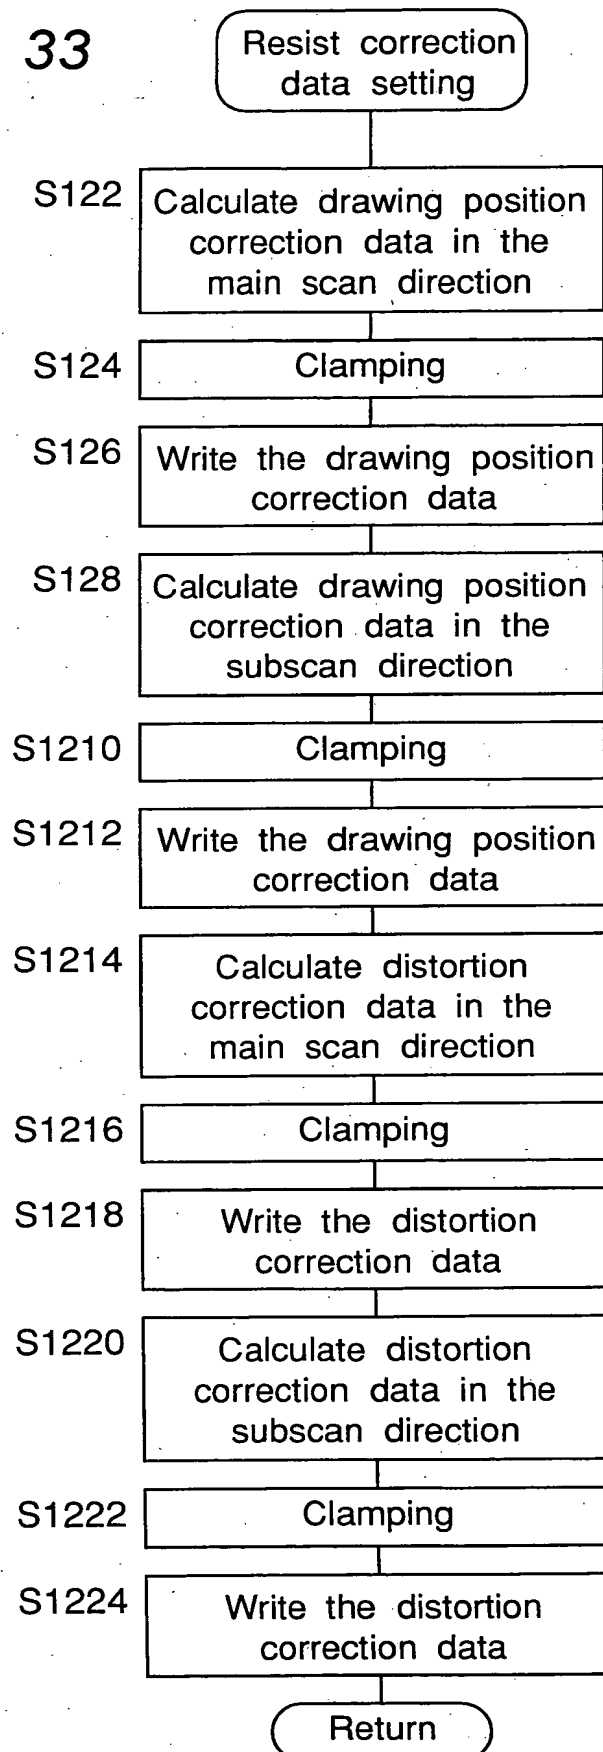 33
Resist correction
data setting
S122
Calculate drawing position
correction data in the
main scan direction
S124
Clamping
S126
Write the drawing position
correction data
S128
Calculate drawing position
correction data in the
subscan direction
S1210
Clamping
S1212
Write the drawing position
correction data
S1214
Calculate distortion
correction data in the
main scan direction
S1216
Clamping
S1218
Write the distortion
correction data
S1220
Calculate distortion
correction data in the
subscan direction
S1222
Clamping
S1224
Write the distortion
correction data
Return